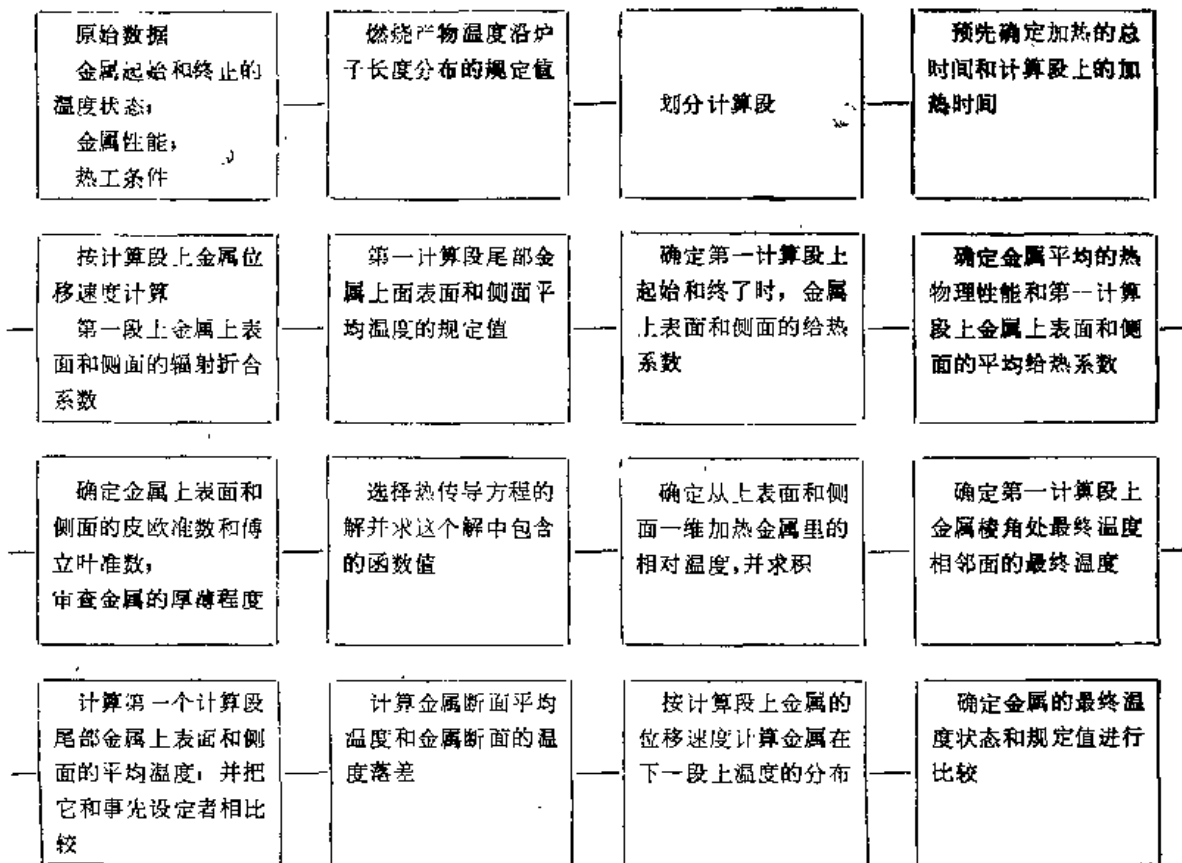 原始数据
金属起始和终止的
温度状态;
金属性能;
热工条件
燃烧产物温度沿炉
子长度分布的规定值
划分计算段
预先确定加热的总
时间和计算段上的加
热时间
按计算段上金属位
移速度计算
第一段上金属上表
面和侧面的辐射折合
系数
第一计算段尾部金
属上面表面和侧面平
均温度的规定值
确定第一计算段上
起始和终了时,金属
上表面和侧面的给热
系数
确定金属平均的热
物理性能和第一计算
段上金属上表面和侧
面的平均给热系数
确定金属上表面和
侧面的皮欧准数和傅
立叶准数;
审查金属的厚薄程度
选择热传导方程的
解并求这个解中包含
的函数值
确定从上表面和侧
面一维加热金属里的
相对温度,并求积
确定第一计算段上
金属棱角处最终温度
相邻面的最终温度
计算第一个计算段
尾部金属上表面和侧
面的平均温度;并把
它和事先设定者相比
较
计算金属断面平均
温度和金属断面的温
度落差
按计算段上金属的
位移速度计算金属在
下一段上温度的分布
确定金属的最终温
度状态和规定值进行
比较